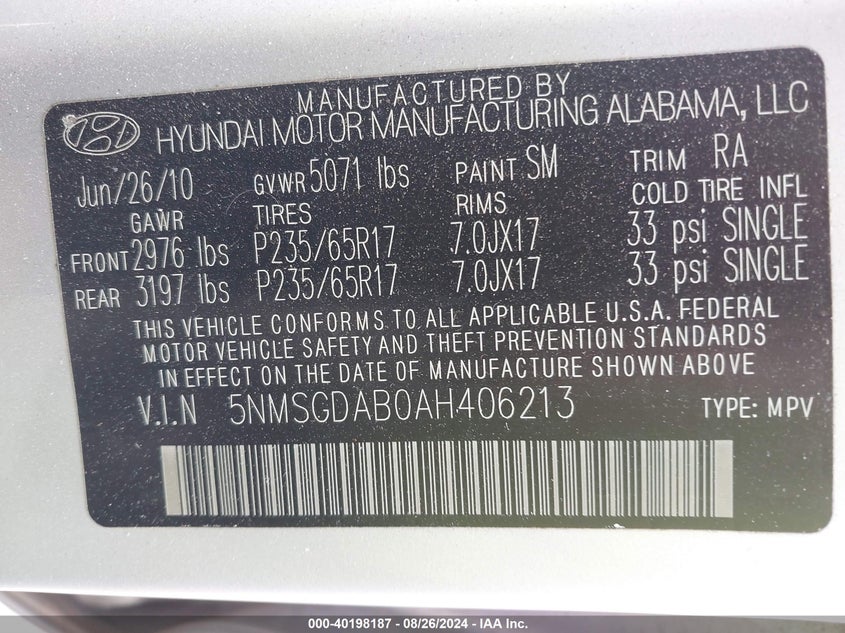 MANUFACTURED BY
HYUNDAI MOTOR MANUFACTURING ALABAMA, LLC
Jun/26/10 GVWR 5071 lbs PAINT SM TRIM RA
GAWR TIRES RIMS COLD TIRE INFL
FRONT 2976 lbs P235/65R17 7.0JX17 33 psi SINGLE
REAR 3197 lbs P235/65R17 7.0JX17 33 psi SINGLE
THIS VEHICLE CONFORMS TO ALL APPLICABLE U.S.A. FEDERAL
MOTOR VEHICLE SAFETY AND THEFT PREVENTION STANDARDS
IN EFFECT ON THE DATE OF MANUFACTURE SHOWN ABOVE
V.I.N 5NMSGDAB0AH406213 TYPE: MPV
000-40198187 - 08/26/2024 - IAA Inc.